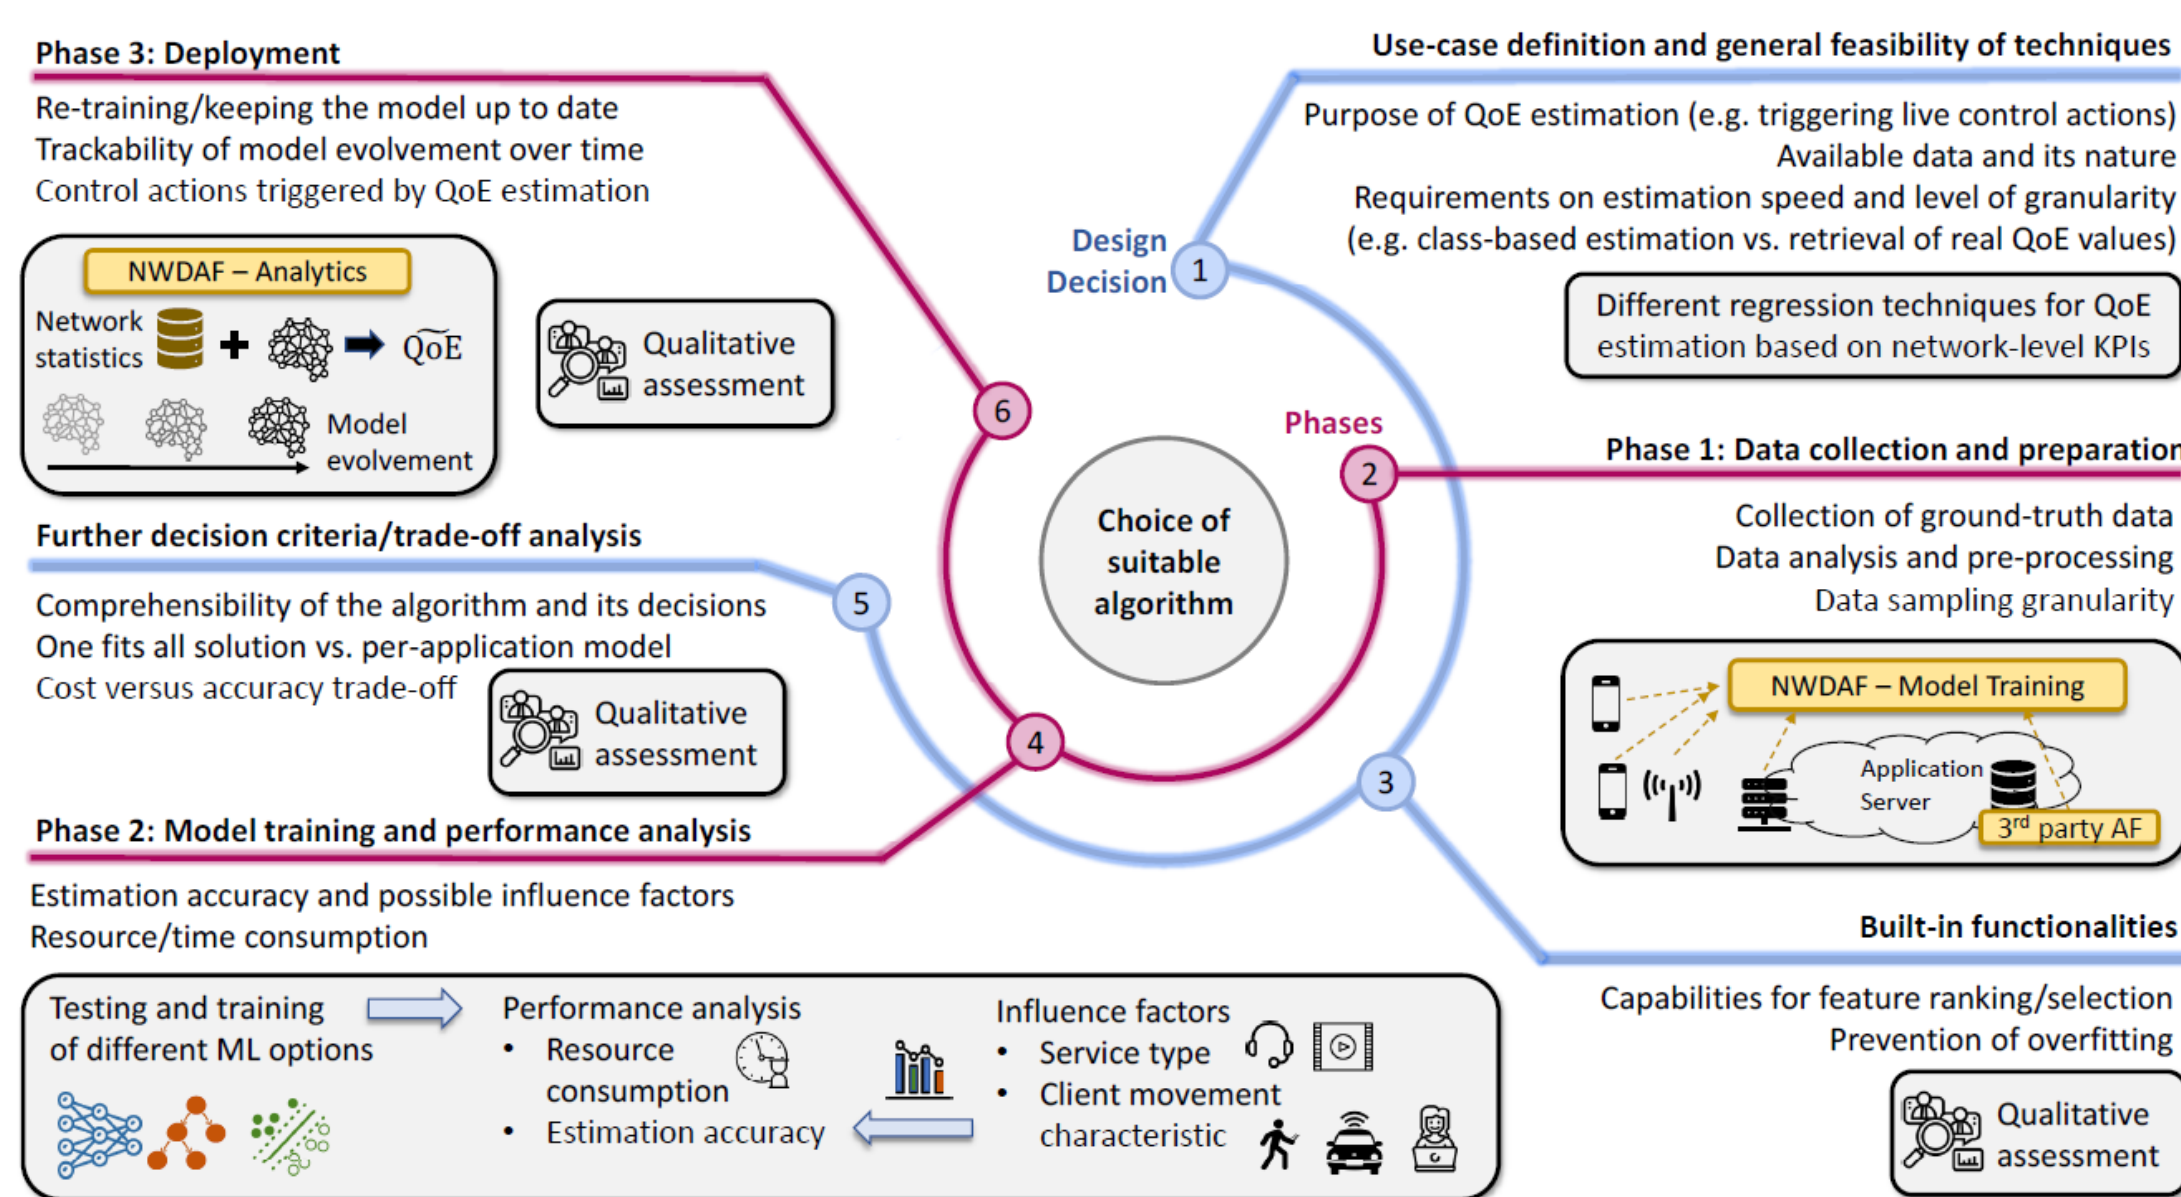 Phase 3: Deployment
Re-training/keeping the model up to date
Trackability of model evolvement over time
Control actions triggered by QoE estimation
NWDAF – Analytics
Network
statistics
QoE
Model
evolvement
Qualitative
assessment
Use-case definition and general feasibility of techniques
Purpose of QoE estimation (e.g. triggering live control actions)
Available data and its nature
Requirements on estimation speed and level of granularity
(e.g. class-based estimation vs. retrieval of real QoE values)
Different regression techniques for QoE
estimation based on network-level KPIs
Design
Decision
1
Phases
2
6
Choice of
suitable
algorithm
5
4
3
Phase 1: Data collection and preparation
Collection of ground-truth data
Data analysis and pre-processing
Data sampling granularity
NWDAF – Model Training
Application
Server
3rd party AF
Further decision criteria/trade-off analysis
Comprehensibility of the algorithm and its decisions
One fits all solution vs. per-application model
Cost versus accuracy trade-off
Qualitative
assessment
Phase 2: Model training and performance analysis
Estimation accuracy and possible influence factors
Resource/time consumption
Testing and training
of different ML options
Performance analysis
• Resource
consumption
• Estimation accuracy
Influence factors
• Service type
• Client movement
characteristic
Built-in functionalities
Capabilities for feature ranking/selection
Prevention of overfitting
Qualitative
assessment